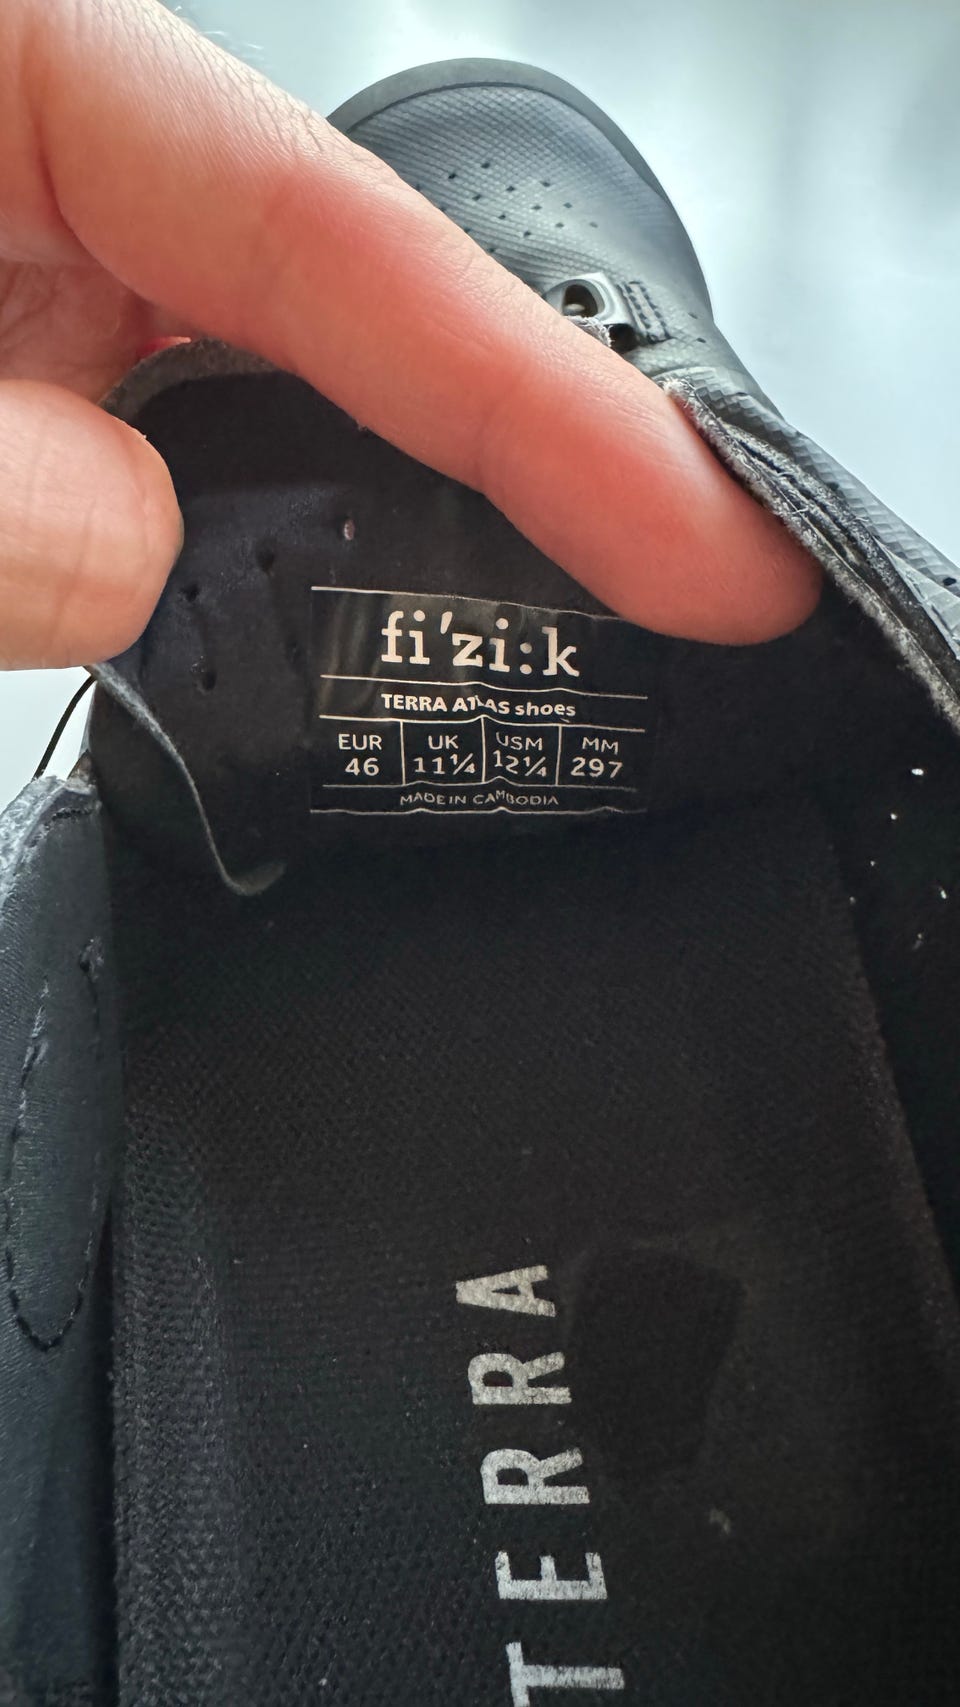 fi'zi:k
TERRA ATLAS shoes
EUR UK USM MM
46 11¼ 12¼ 297
MADE IN CAMBODIA
TERRA